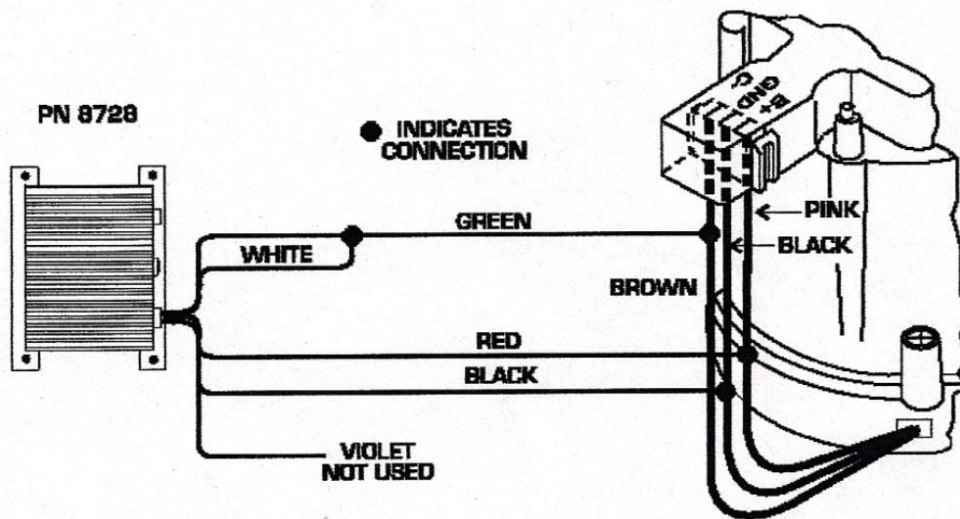 PN 8728
INDICATES
CONNECTION
C-
GND
B+
GREEN
WHITE
PINK
BLACK
BROWN
RED
BLACK
VIOLET
NOT USED